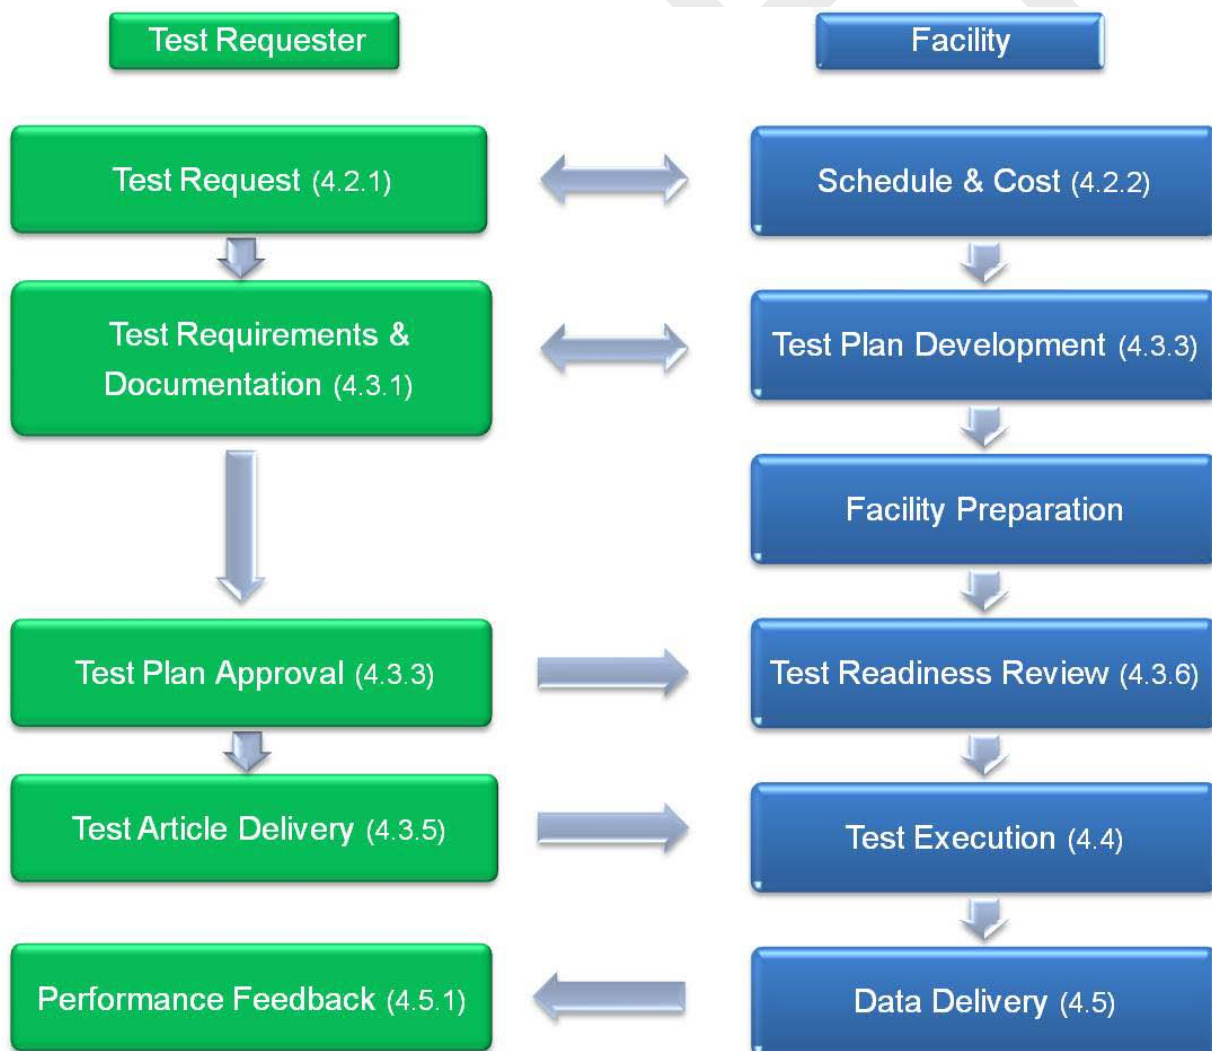 Test Requester
Facility
Test Request (4.2.1)
Schedule & Cost (4.2.2)
Test Requirements &
Documentation (4.3.1)
Test Plan Development (4.3.3)
Facility Preparation
Test Plan Approval (4.3.3)
Test Readiness Review (4.3.6)
Test Article Delivery (4.3.5)
Test Execution (4.4)
Performance Feedback (4.5.1)
Data Delivery (4.5)